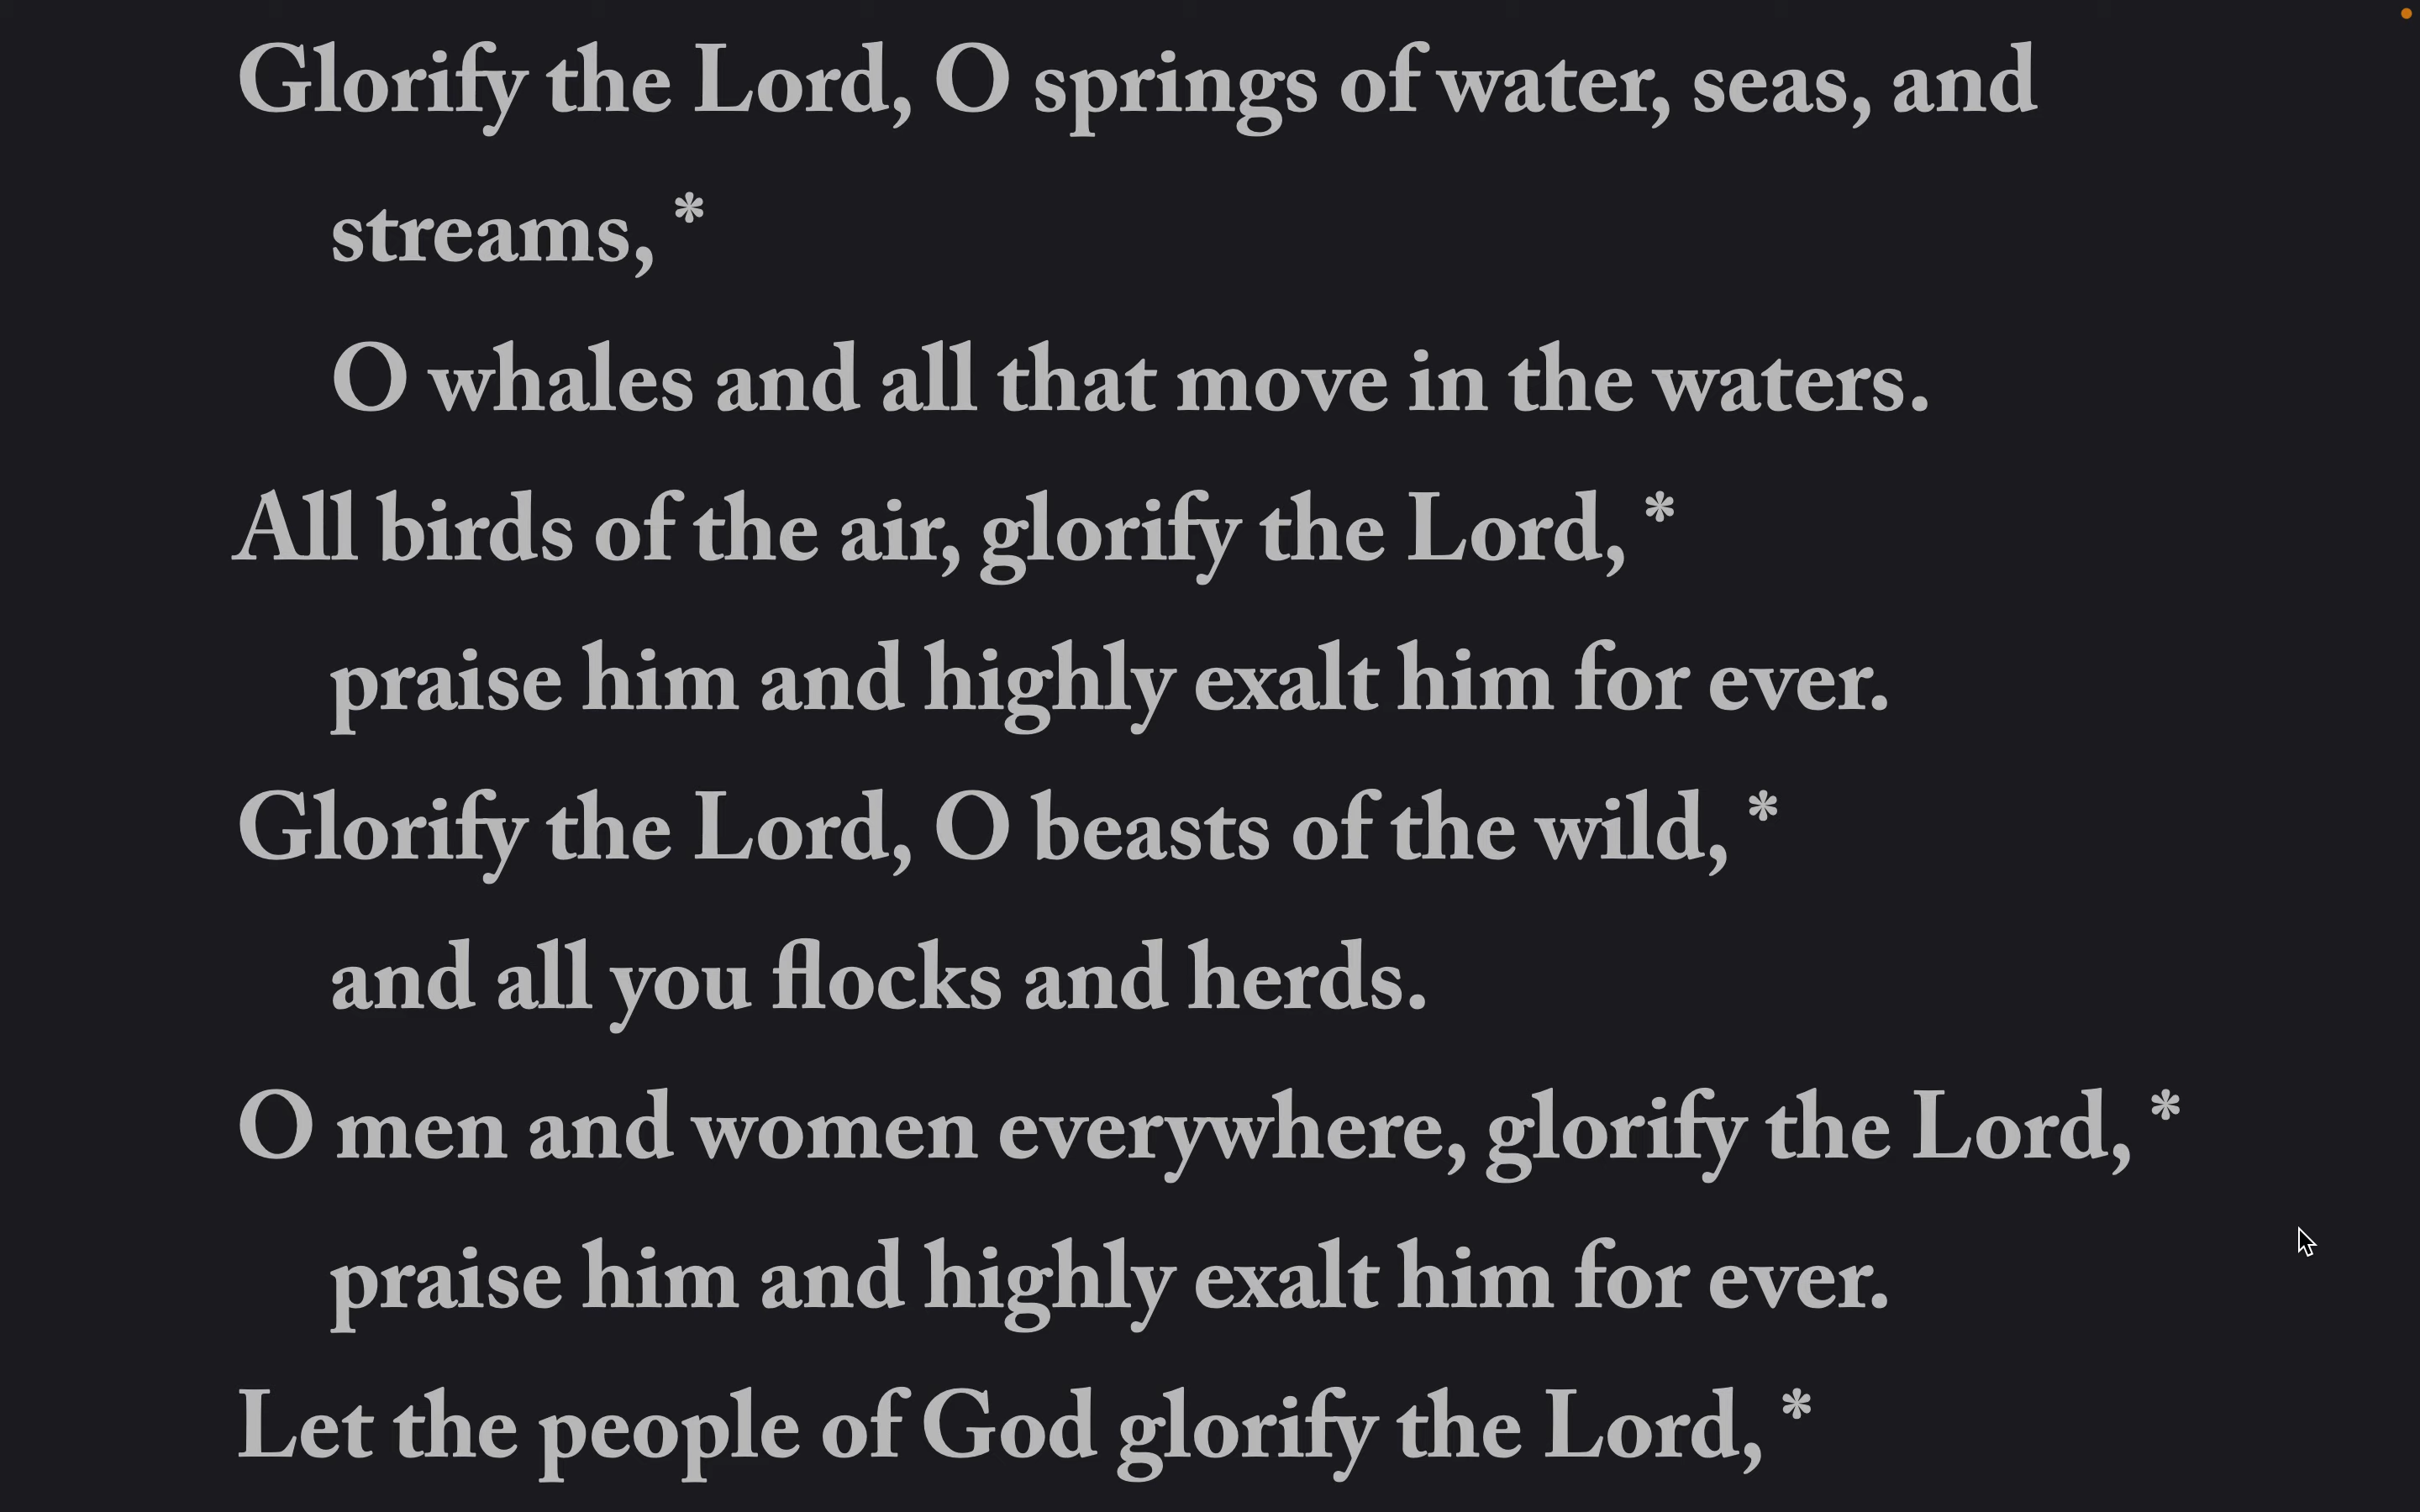 Glorify the Lord, O springs of water, seas, and
streams, *
O whales and all that move in the waters.
All birds of the air, glorify the Lord, *
praise him and highly exalt him for ever.
Glorify the Lord, O beasts of the wild, *
and all you flocks and herds.
O men and women everywhere, glorify the Lord, *
praise him and highly exalt him for ever.
Let the people of God glorify the Lord, *